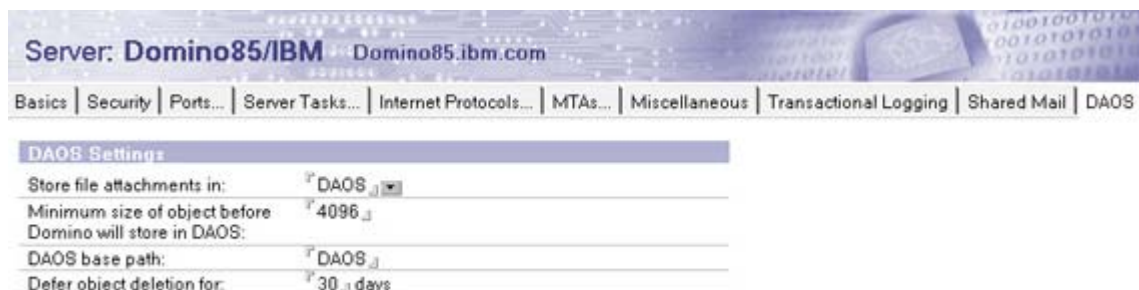 Server: Domino85/IBM Domino85.ibm.com
Basics | Security | Ports... | Server Tasks... | Internet Protocols... | MTAs... | Miscellaneous | Transactional Logging | Shared Mail | DAOS
DAOS Settings
Store file attachments in: DAOS
Minimum size of object before 4096
Domino will store in DAOS:
DAOS base path: DAOS
Defer object deletion for: 30 days